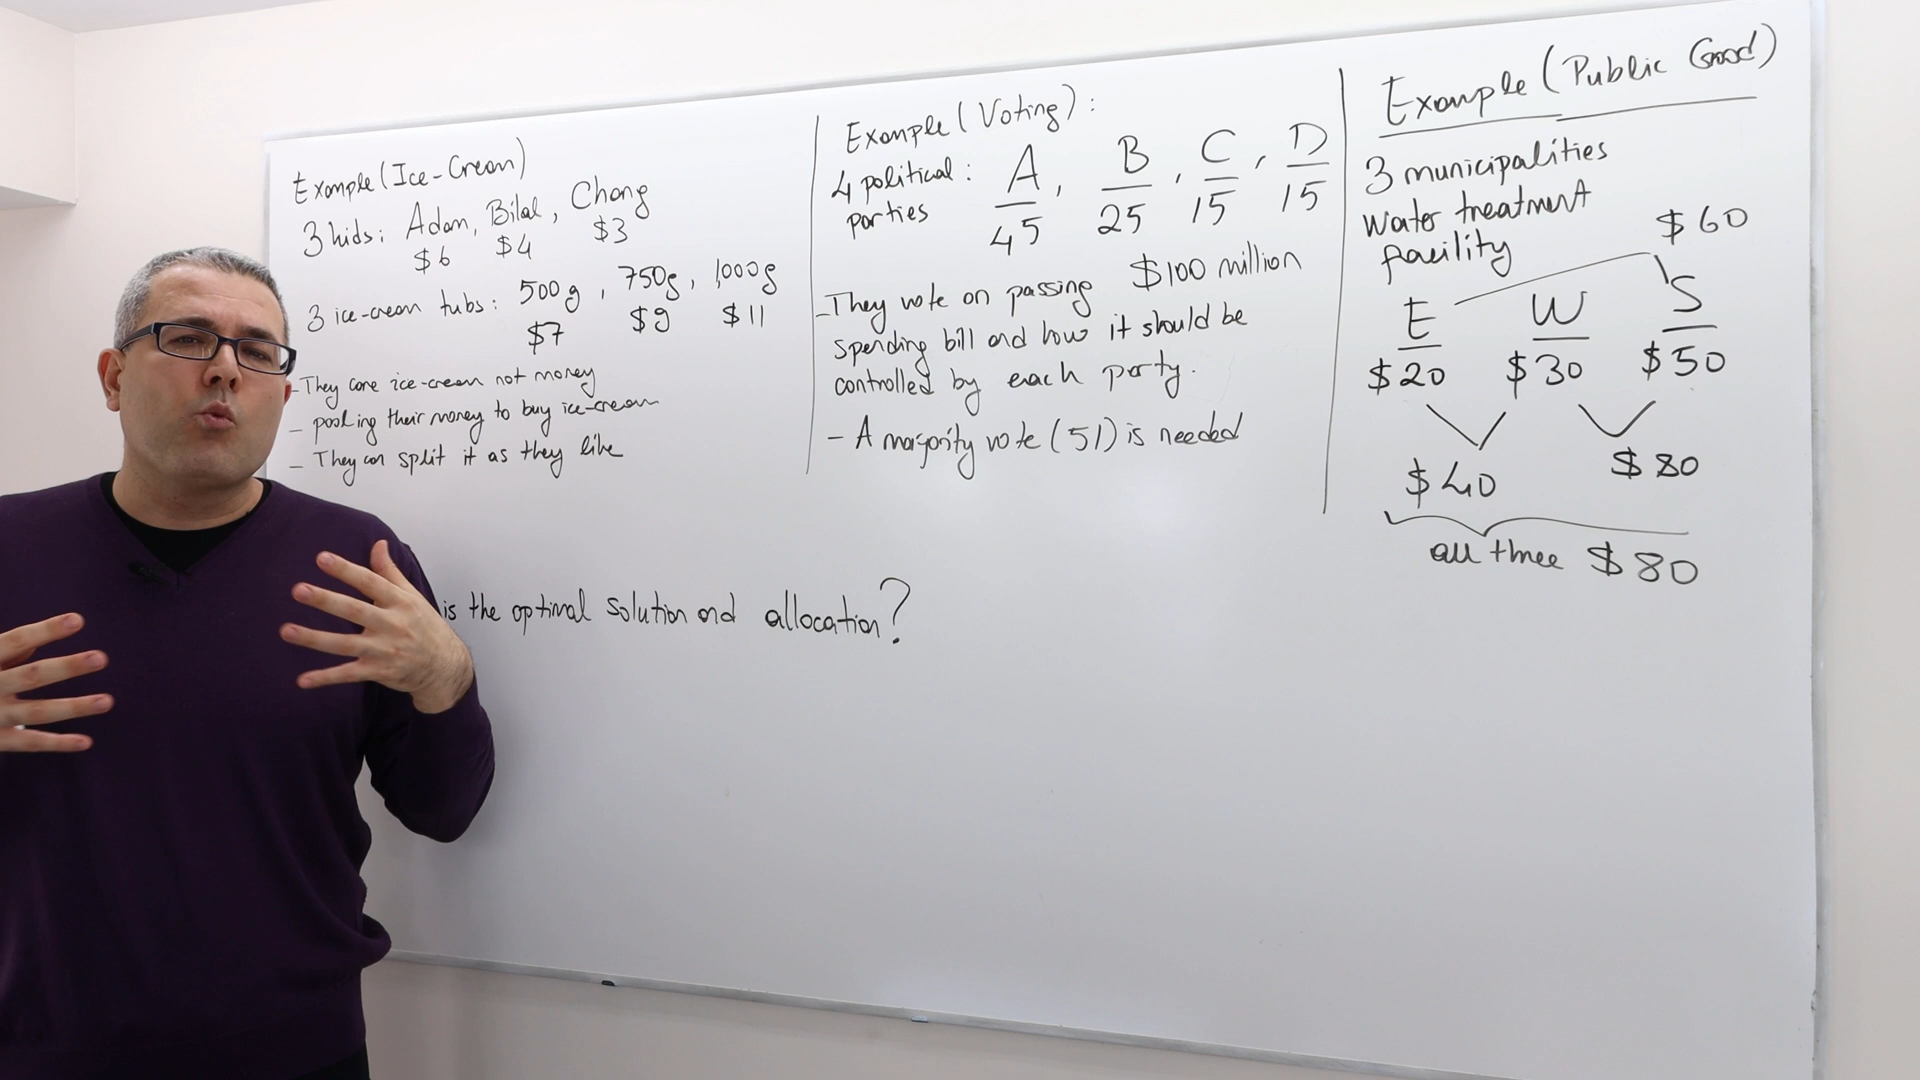 Example (Ice-Cream)
3 kids: Adam, Bilal, Chang
$6 $4 $3
3 ice-cream tubs: 500g, 750g, 1000g
$7 $9 $11
- They care ice-cream not money
- pooling their money to buy ice-cream
- They can split it as they like
Example (Voting):
4 political: A, B, C, D
parties 45 25 15 15
- They vote on passing $100 million
spending bill and how it should be
controlled by each party.
- A majority vote (51) is needed
Example (Public Good)
3 municipalities
Water treatment
facility
$60
E W S
$20 $30 $50
$40 $80
all three $80
is the optimal solution and allocation?